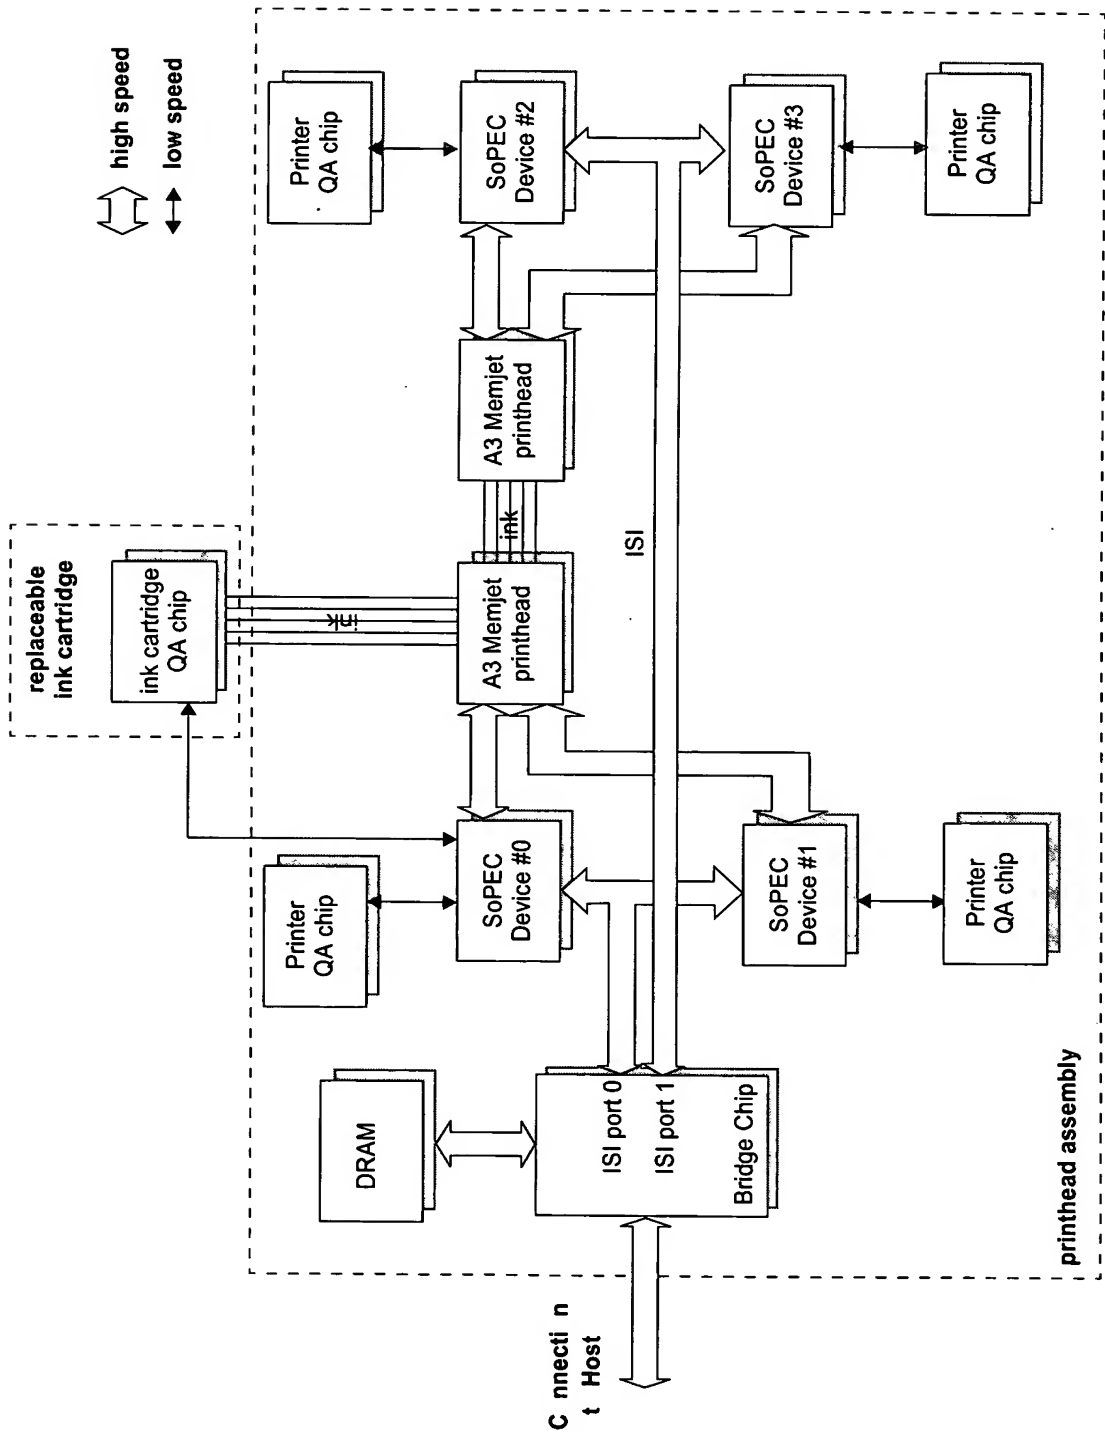 replaceable
ink cartridge
high speed
low speed
ink cartridge
QA chip
Printer
QA chip
Printer
QA chip
ink
DRAM
SoPEC
Device #0
A3 Memjet
printhead
ink
A3 Memjet
printhead
SoPEC
Device #2
C nnecti n
t Host
ISI port 0
ISI
ISI port 1
Bridge Chip
SoPEC
Device #1
SoPEC
Device #3
Printer
QA chip
Printer
QA chip
printhead assembly